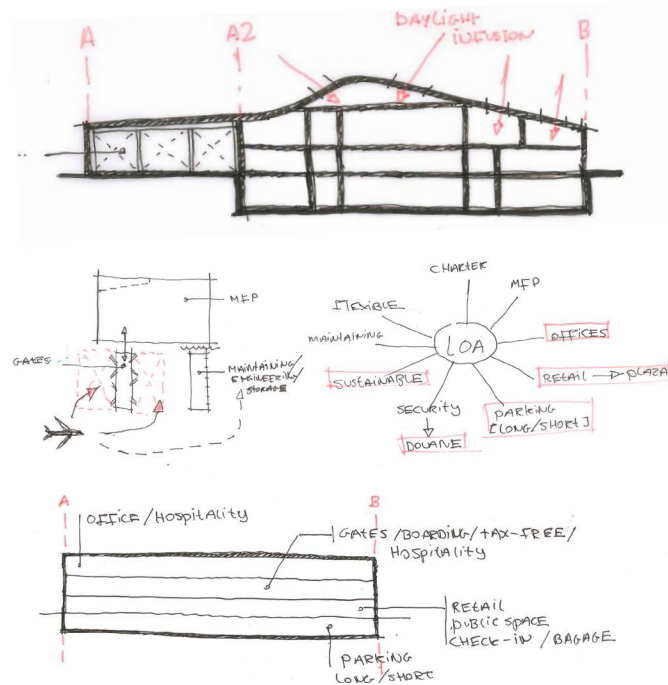 A
A2
DAYLIGHT
INFUSION
B
MFP
GATES
MAINTAINING/
ENGINEERING/
STORAGE
CHARTER
MFP
FLEXIBLE
MAINTAINING
LOA
OFFICES
SUSTAINABLE
RETAIL → PLAZA
SECURITY
DOUANE
PARKING
[LONG/SHORT]
A
B
OFFICE/HOSPITALITY
GATES/BOARDING/TAX-FREE/
HOSPITALITY
RETAIL
PUBLIC SPACE
CHECK-IN/BAGAGE
PARKING
LONG/SHORT